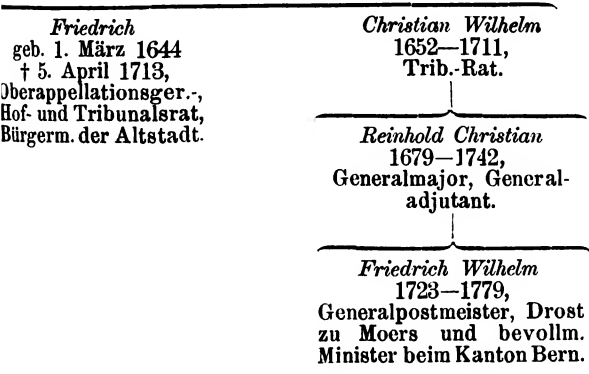 Friedrich
geb. 1. März 1644
† 5. April 1713,
Oberappellationsger.-,
Hof- und Tribunalsrat,
Bürgerm. der Altstadt.
Christian Wilhelm
1652—1711,
Trib.-Rat.
Reinhold Christian
1679—1742,
Generalmajor, General-
adjutant.
Friedrich Wilhelm
1723—1779,
Generalpostmeister, Drost
zu Moers und bevollm.
Minister beim Kanton Bern.